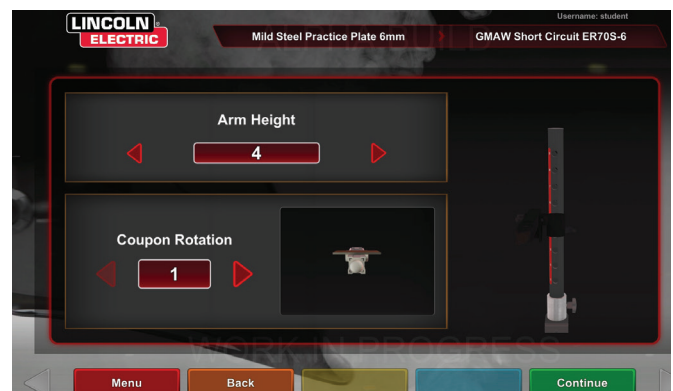 LINCOLN ®
ELECTRIC
Username: student
Mild Steel Practice Plate 6mm
GMAW Short Circuit ER70S-6
Arm Height
4
Coupon Rotation
1
WORK IN PROGRESS
Menu
Back
Continue